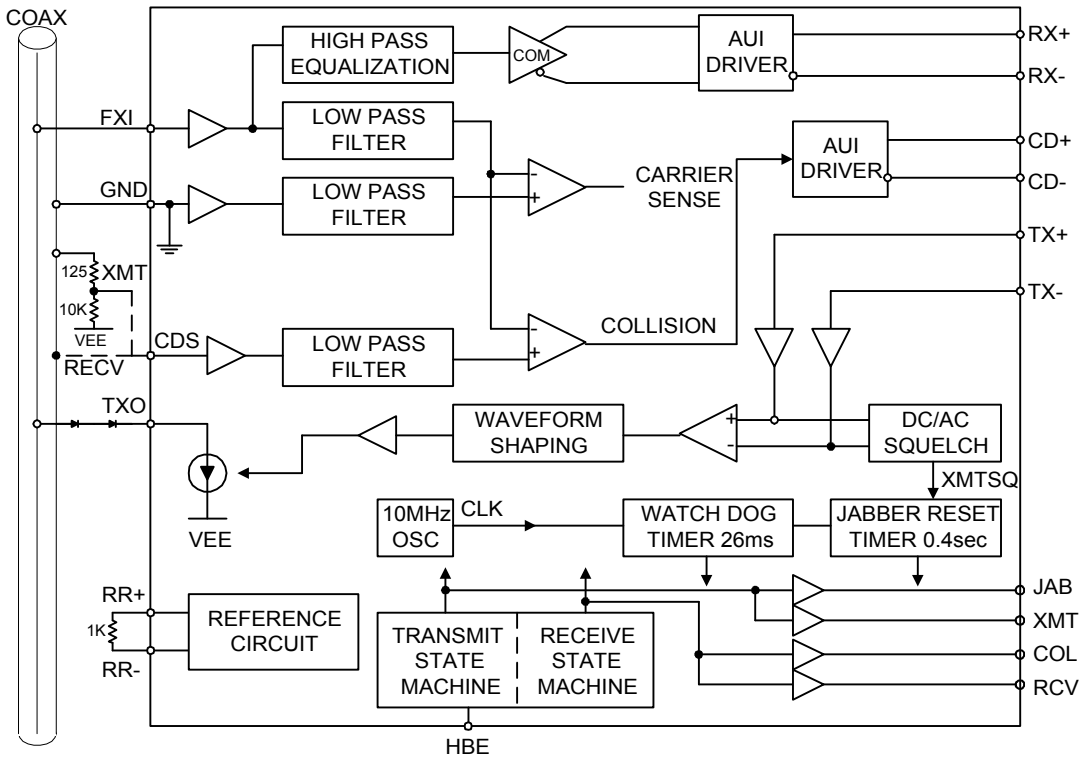 COAX
HIGH PASS
EQUALIZATION
COM
AUI
DRIVER
RX+
RX-
FXI
LOW PASS
FILTER
AUI
DRIVER
CD+
CD-
GND
LOW PASS
FILTER
-
+
CARRIER
SENSE
TX+
TX-
125
XMT
10K
VEE
RECV
CDS
LOW PASS
FILTER
-
+
COLLISION
TXO
WAVEFORM
SHAPING
+
-
DC/AC
SQUELCH
XMTSQ
VEE
10MHz
OSC
CLK
WATCH DOG
TIMER 26ms
JABBER RESET
TIMER 0.4sec
RR+
1K
RR-
REFERENCE
CIRCUIT
TRANSMIT
STATE
MACHINE
RECEIVE
STATE
MACHINE
JAB
XMT
COL
RCV
HBE